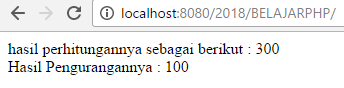 localhost:8080/2018/BELAJARPHP/
hasil perhitungannya sebagai berikut : 300
Hasil Pengurangannya : 100